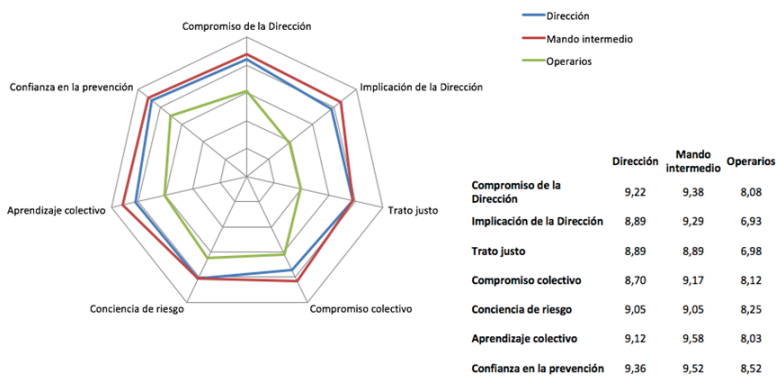 Compromiso de la Dirección
Implicación de la Dirección
Trato justo
Compromiso colectivo
Conciencia de riesgo
Aprendizaje colectivo
Confianza en la prevención
Dirección
Mando intermedio
Operarios
Dirección Mando intermedio Operarios
Compromiso de la Dirección 9,22 9,38 8,08
Implicación de la Dirección 8,89 9,29 6,93
Trato justo 8,89 8,89 6,98
Compromiso colectivo 8,70 9,17 8,12
Conciencia de riesgo 9,05 9,05 8,25
Aprendizaje colectivo 9,12 9,58 8,03
Confianza en la prevención 9,36 9,52 8,52